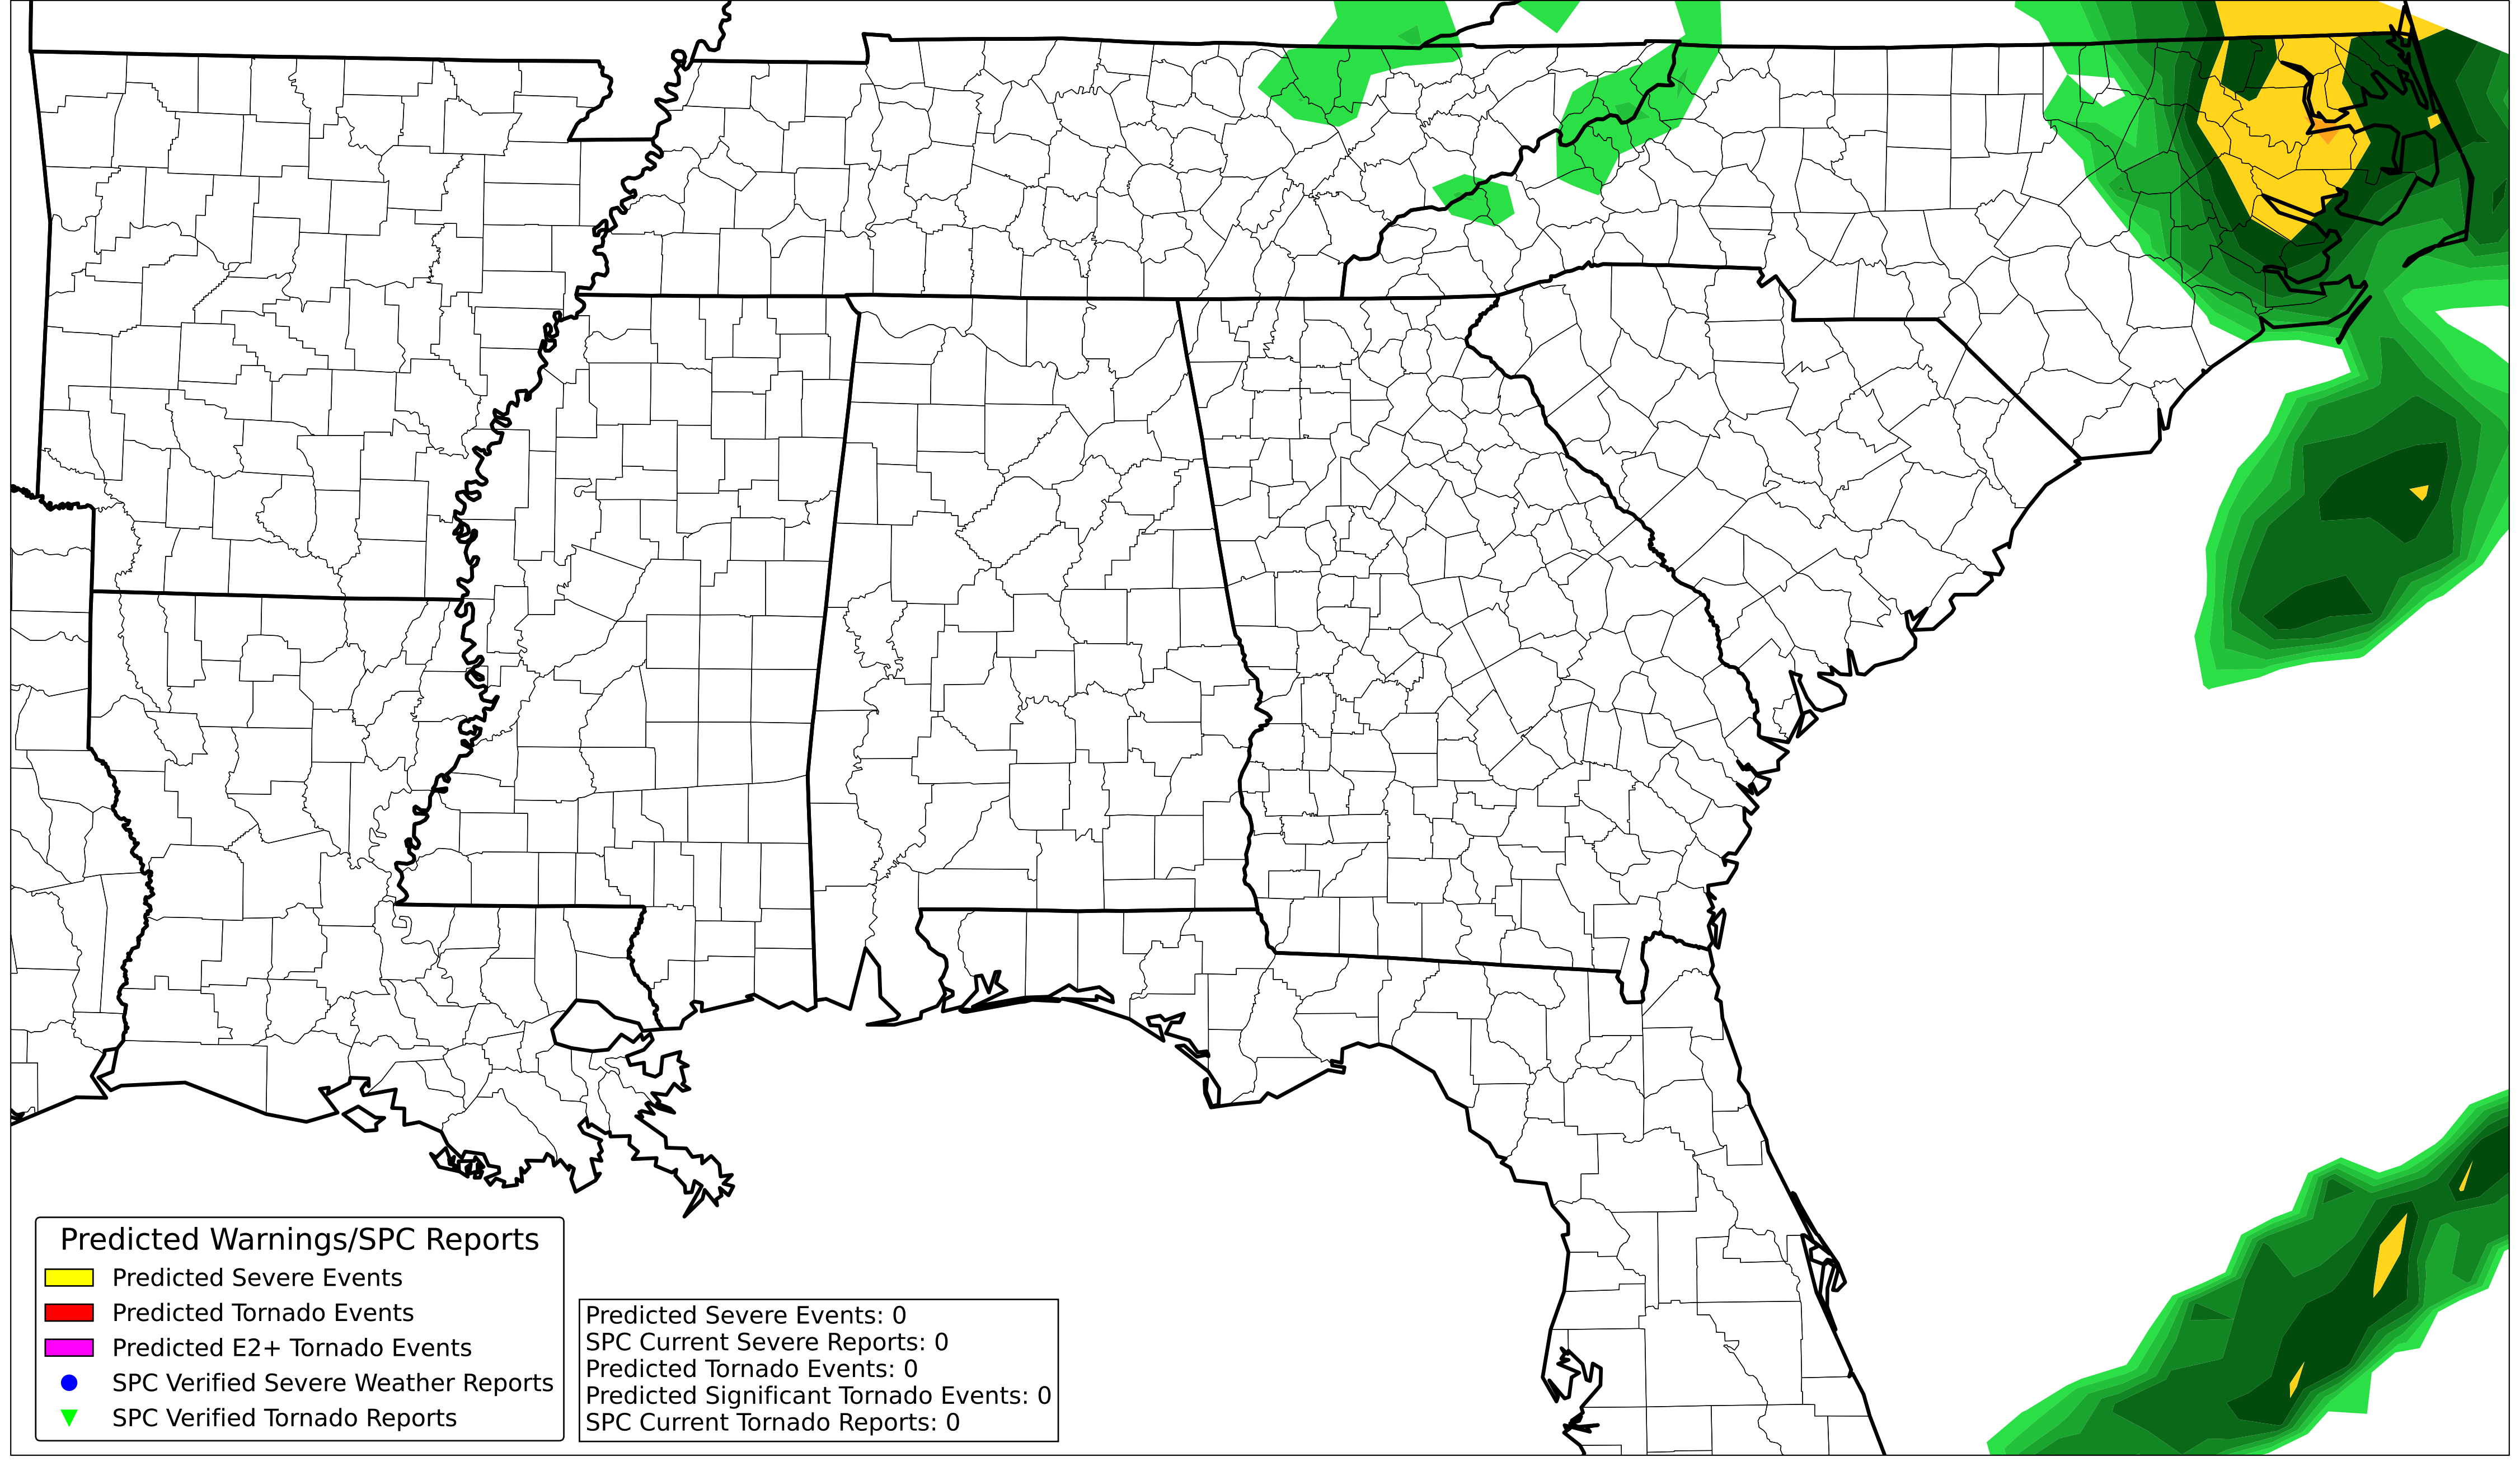 Predicted Warnings/SPC Reports
Predicted Severe Events
Predicted Tornado Events
Predicted E2+ Tornado Events
SPC Verified Severe Weather Reports
SPC Verified Tornado Reports
Predicted Severe Events: 0
SPC Current Severe Reports: 0
Predicted Tornado Events: 0
Predicted Significant Tornado Events: 0
SPC Current Tornado Reports: 0